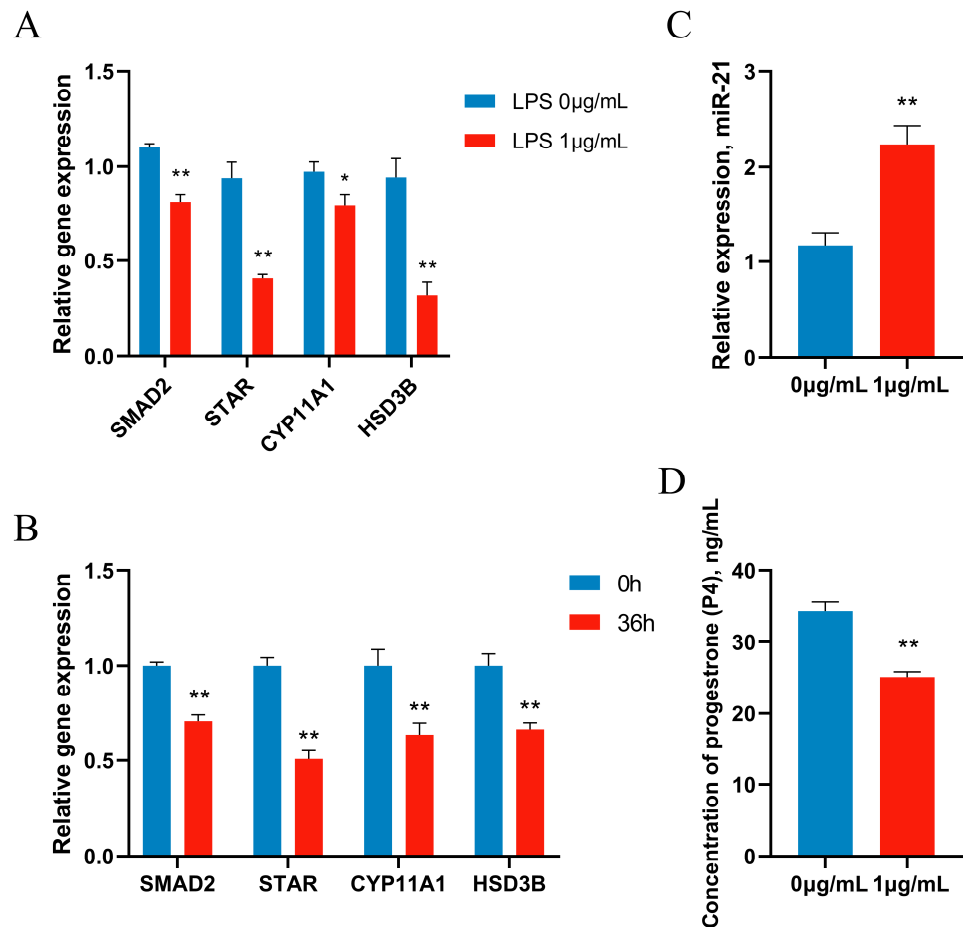 A
Relative gene expression
1.5
1.0
0.5
0.0
** ** * **
SMAD2
STAR
CYP11A1
HSD3B
LPS 0µg/mL
LPS 1µg/mL
C
Relative expression, miR-21
3
2
1
0
**
0µg/mL 1µg/mL
B
Relative gene expression
1.5
1.0
0.5
0.0
** ** ** **
SMAD2 STAR CYP11A1 HSD3B
0h
36h
D
Concentration of progestrone (P4), ng/mL
40
30
20
10
0
**
0µg/mL 1µg/mL